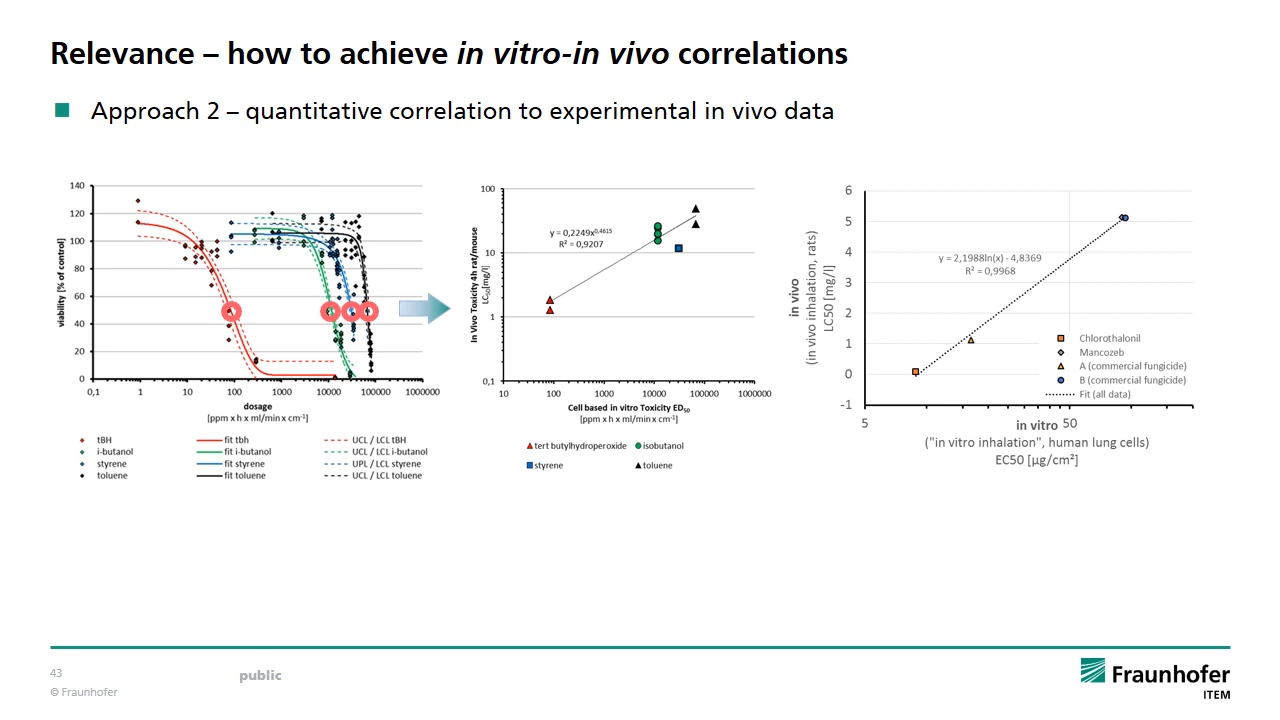 Relevance – how to achieve in vitro-in vivo correlations
Approach 2 – quantitative correlation to experimental in vivo data
140
120
100
80
60
40
20
0
viability [% of control]
0,1 1 10 100 1000 10000 100000 1000000
dosage
[ppm x h x ml/min x cm⁻¹]
tBH fit tbh UCL / LCL tBH
i-butanol fit i-butanol UCL / LCL i-butanol
styrene fit styrene UPL / LCL styrene
toluene fit toluene UCL / LCL toluene
100
10
1
0,1
In Vivo Toxicity 4h rat/mouse
LC₅₀[mg/l]
y = 0,2249x^0,4615
R² = 0,9207
10 100 1000 10000 100000 1000000
Cell based in vitro Toxicity ED₅₀
[ppm x h x ml/min x cm⁻¹]
tert butylhydroperoxide isobutanol
styrene toluene
6
5
4
3
2
1
0
-1
in vivo
(in vivo inhalation, rats)
LC50 [mg/l]
y = 2,1988ln(x) - 4,8369
R² = 0,9968
Chlorothalonil
Mancozeb
A (commercial fungicide)
B (commercial fungicide)
Fit (all data)
5 50
in vitro
("in vitro inhalation", human lung cells)
EC50 [µg/cm²]
43
public
© Fraunhofer
Fraunhofer
ITEM